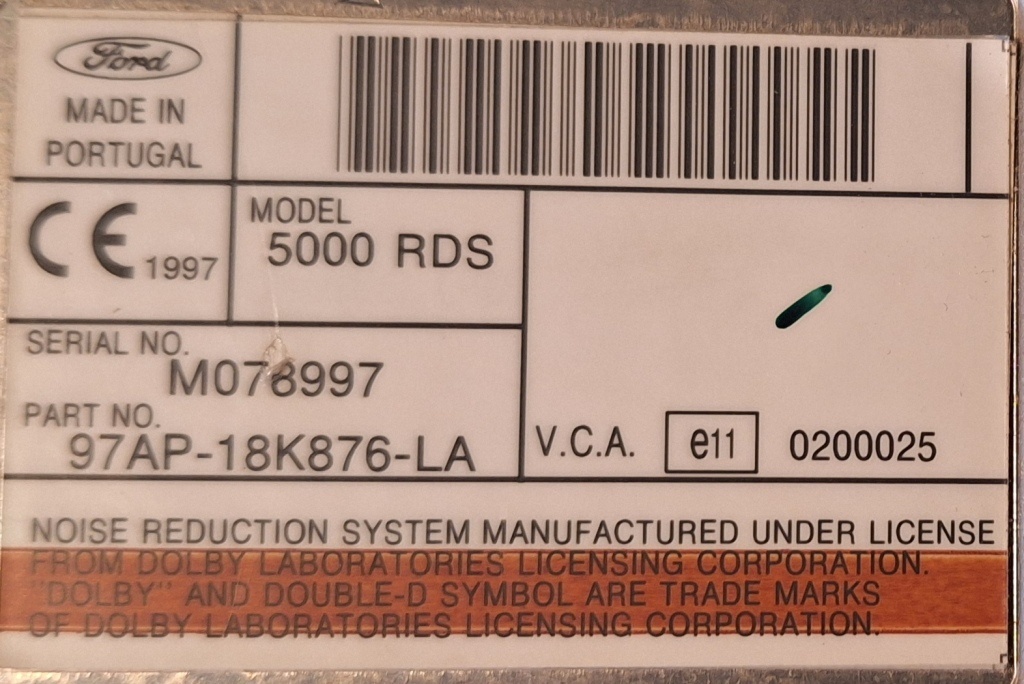 Ford
MADE IN
PORTUGAL
CE 1997
MODEL
5000 RDS
SERIAL NO.
M078997
PART NO.
97AP-18K876-LA
V.C.A. e11 0200025
NOISE REDUCTION SYSTEM MANUFACTURED UNDER LICENSE
FROM DOLBY LABORATORIES LICENSING CORPORATION.
"DOLBY" AND DOUBLE-D SYMBOL ARE TRADE MARKS
OF DOLBY LABORATORIES LICENSING CORPORATION.